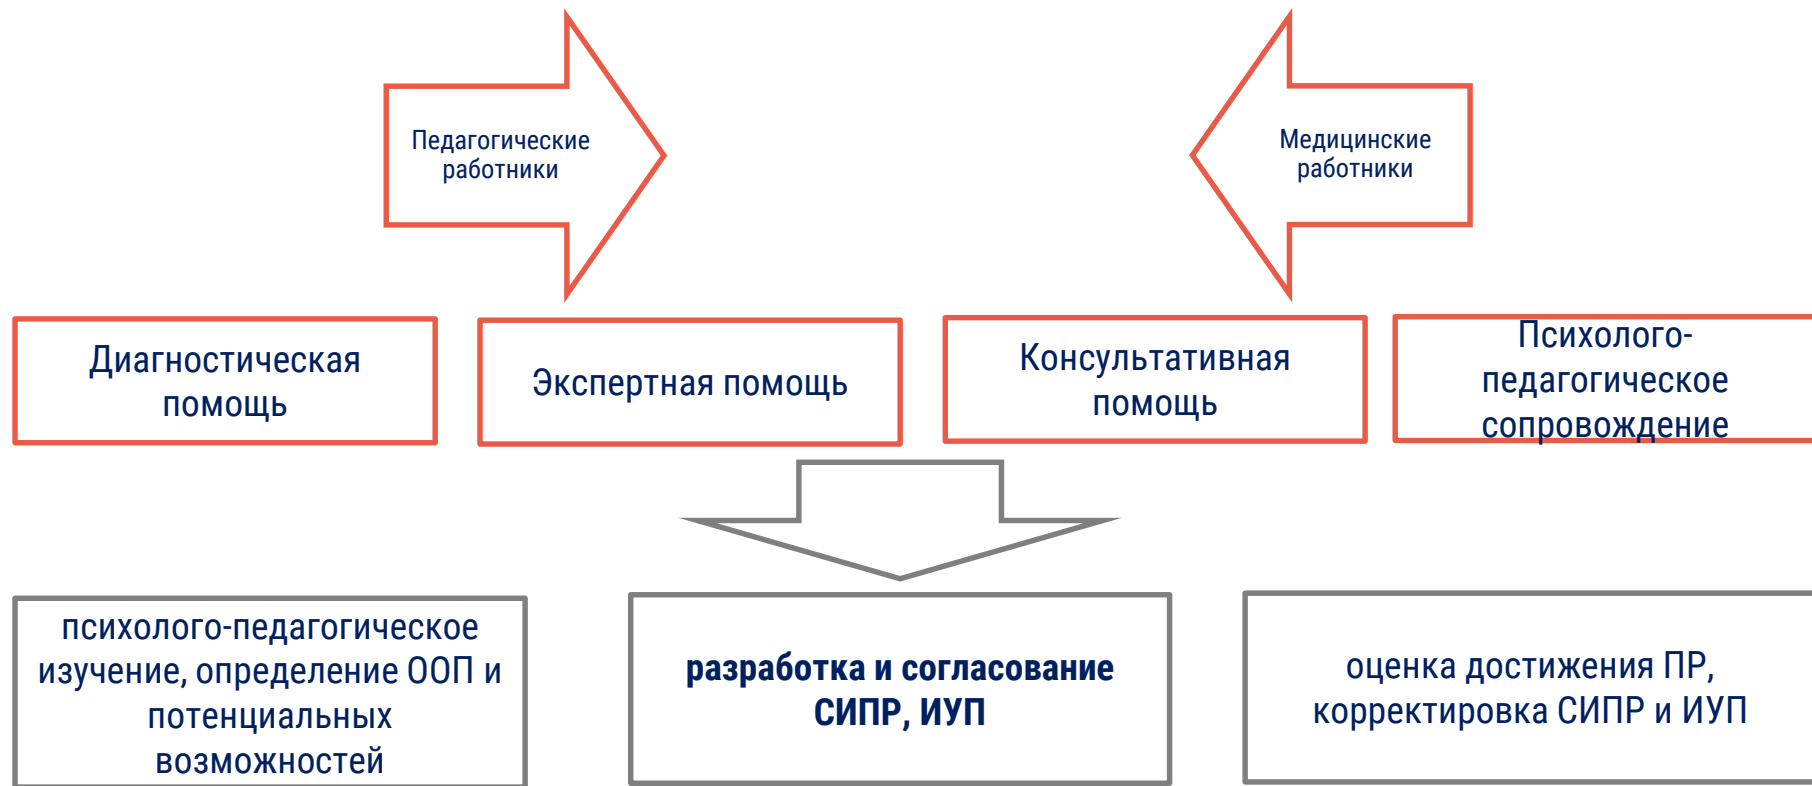 Педагогические
работники
Медицинские
работники
Диагностическая
помощь
Экспертная помощь
Консультативная
помощь
Психолого-
педагогическое
сопровождение
психолого-педагогическое
изучение, определение ООП и
потенциальных
возможностей
разработка и согласование
СИПР, ИУП
оценка достижения ПР,
корректировка СИПР и ИУП